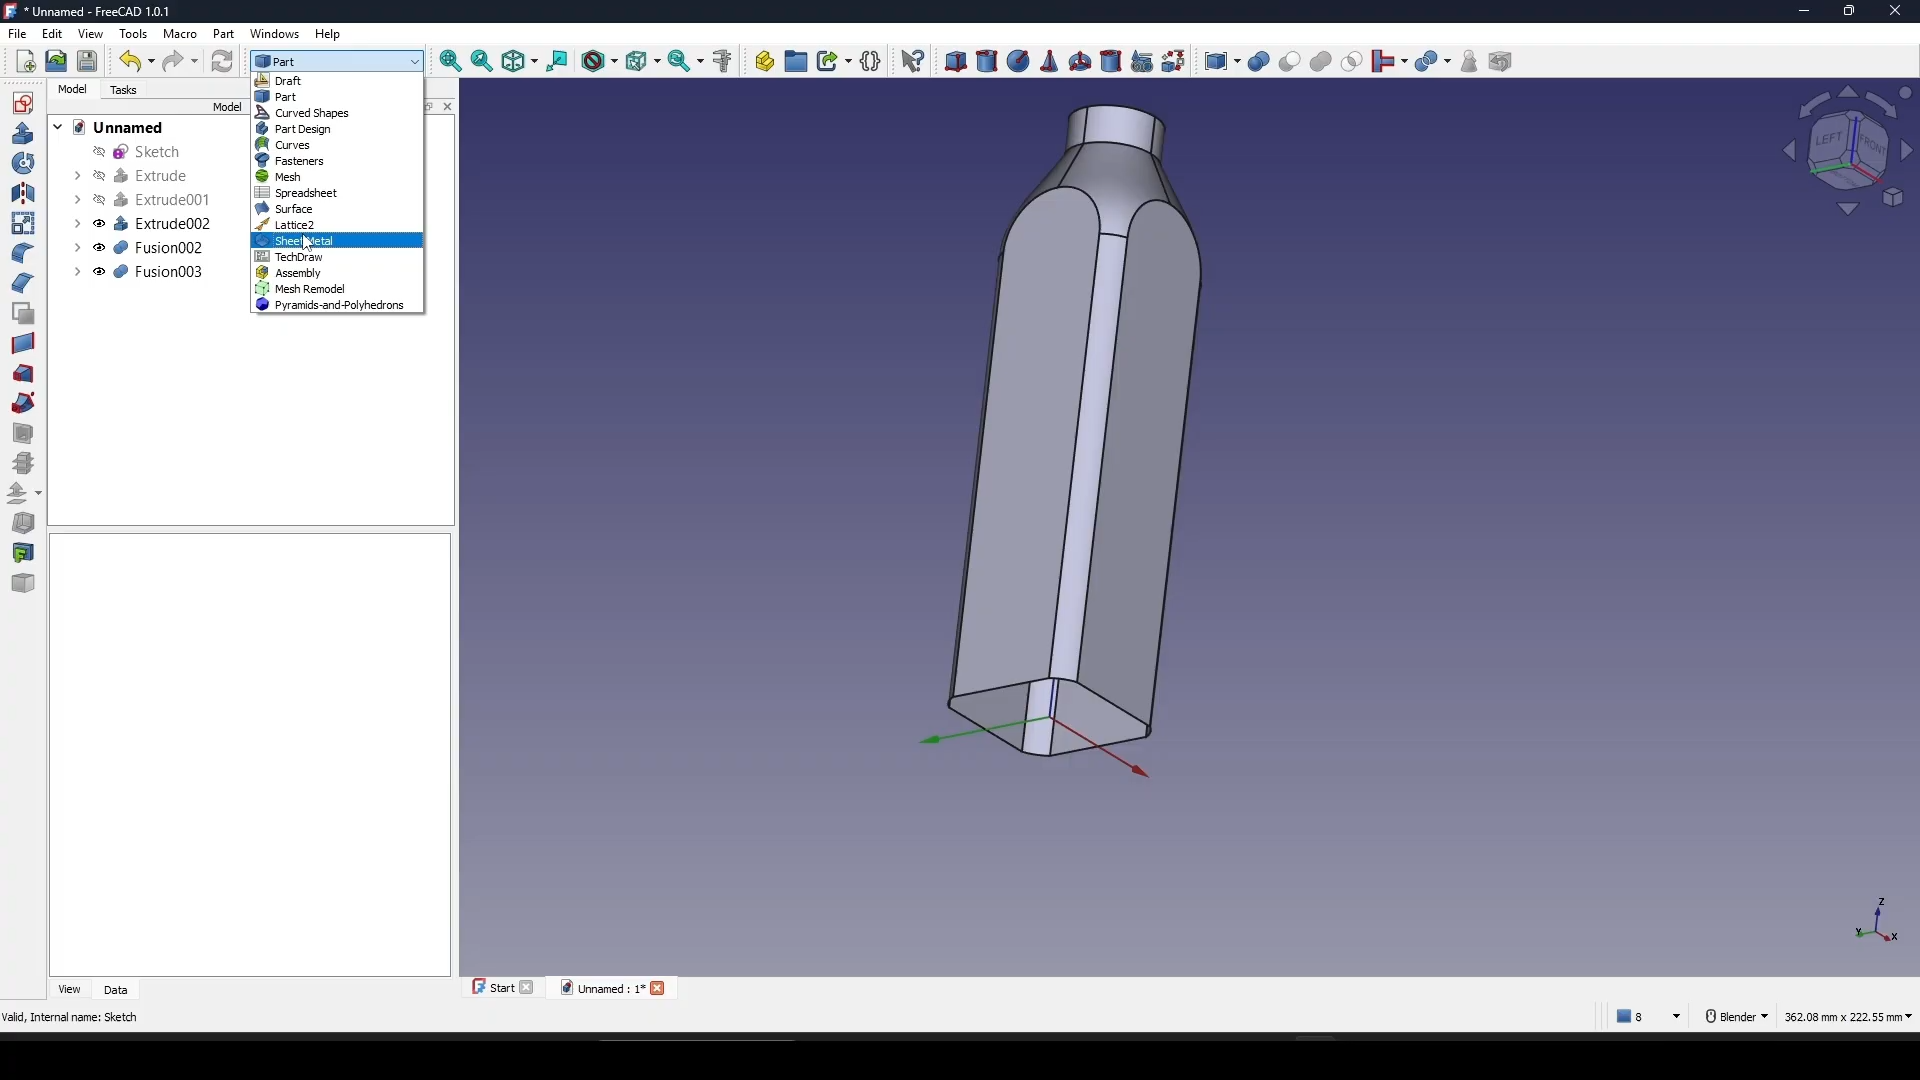 * Unnamed - FreeCAD 1.0.1
File Edit View Tools Macro Part Windows Help
Part
Model Tasks
Model
Draft
Part
Curved Shapes
Part Design
Curves
Fasteners
Mesh
Spreadsheet
Surface
Lattice2
SheetMetal
TechDraw
Assembly
Mesh Remodel
Pyramids-and-Polyhedrons
Unnamed
Sketch
Extrude
Extrude001
Extrude002
Fusion002
Fusion003
LEFT FRONT
Z
Y X
View Data
Start
Unnamed : 1*
Valid, Internal name: Sketch
8
Blender
362.08 mm x 222.55 mm